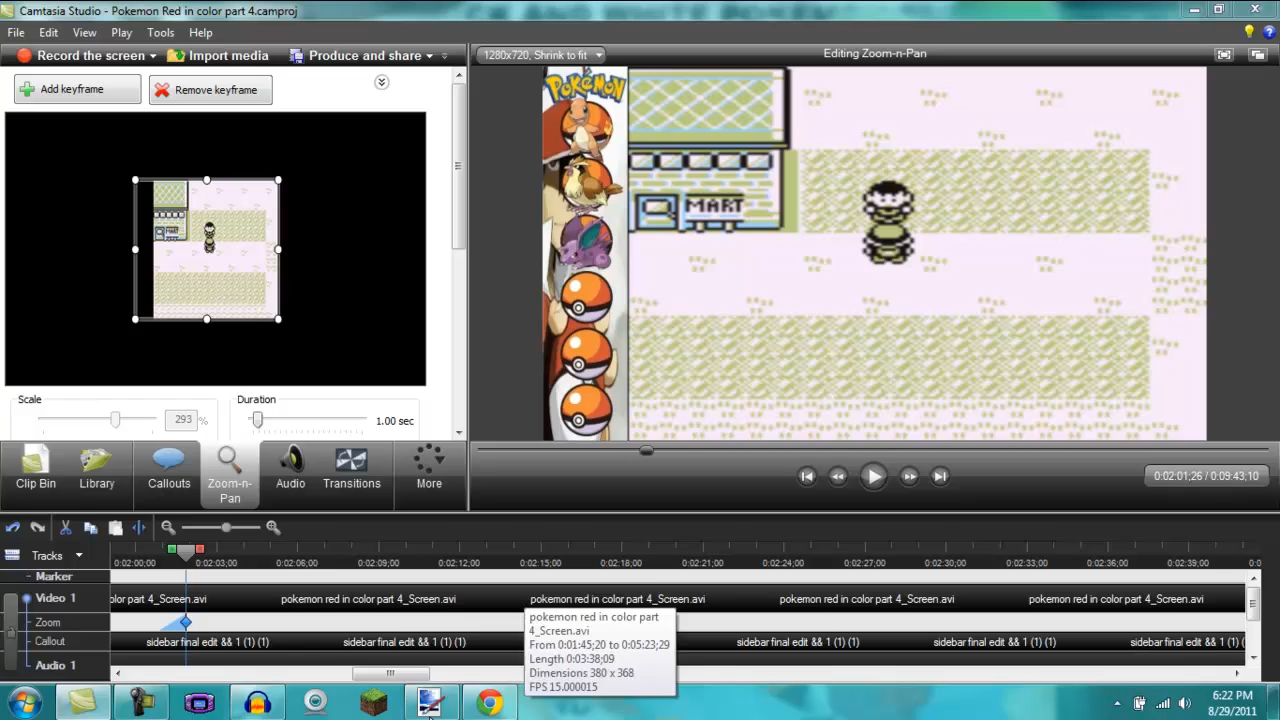 Camtasia Studio - Pokemon Red in color part 4.camproj
File Edit View Play Tools Help
Record the screen Import media Produce and share
1280x720, Shrink to fit
Editing Zoom-n-Pan
Add keyframe Remove keyframe
POKéMON
MART
MART
Scale
293 %
Duration
1.00 sec
Clip Bin Library Callouts Zoom-n-Pan Audio Transitions More
0:02:01;26 / 0:09:43;10
Tracks
0:02:00;00 0:02:03;00 0:02:06;00 0:02:09;00 0:02:12;00 0:02:15;00 0:02:18;00 0:02:21;00 0:02:24;00 0:02:27;00 0:02:30;00 0:02:33;00 0:02:36;00 0:02:39;00
Marker
Video 1 olor part 4_Screen.avi pokemon red in color part 4_Screen.avi pokemon red in color part 4_Screen.avi pokemon red in color part 4_Screen.avi pokemon red in color part 4_Screen.avi
Zoom
Callout sidebar final edit && 1 (1) (1) sidebar final edit && 1 (1) (1) sidebar final edit && 1 (1) (1) sidebar final edit && 1 (1) (1) sidebar final edit && 1 (1) (1)
Audio 1
pokemon red in color part
4_Screen.avi
From 0:01:45;20 to 0:05:23;29
Length 0:03:38;09
Dimensions 380 x 368
FPS 15.000015
6:22 PM
8/29/2011